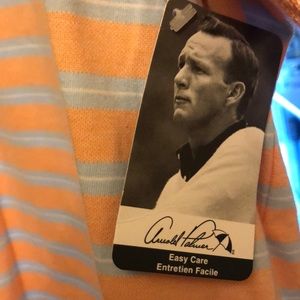 Arnold Palmer
Easy Care
Entretien Facile